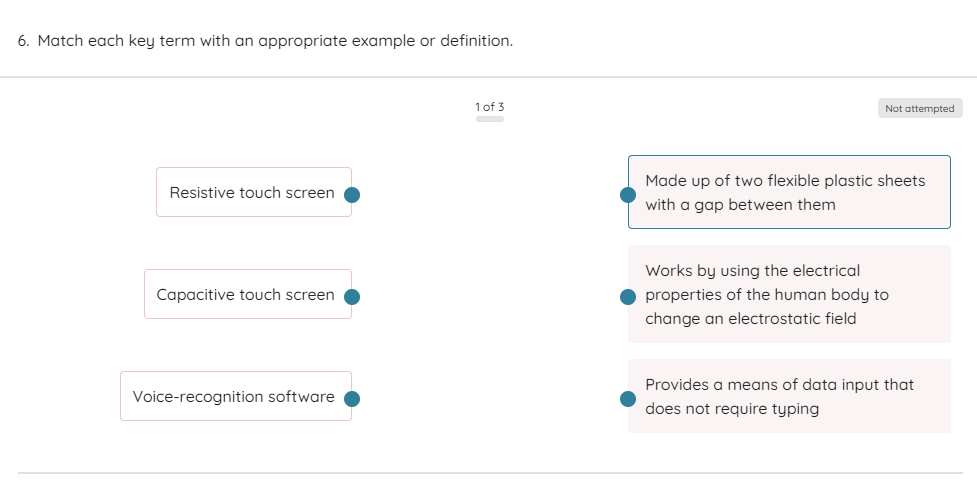 6. Match each key term with an appropriate example or definition.
1 of 3
Not attempted
Resistive touch screen
Made up of two flexible plastic sheets
with a gap between them
Capacitive touch screen
Works by using the electrical
properties of the human body to
change an electrostatic field
Voice-recognition software
Provides a means of data input that
does not require typing